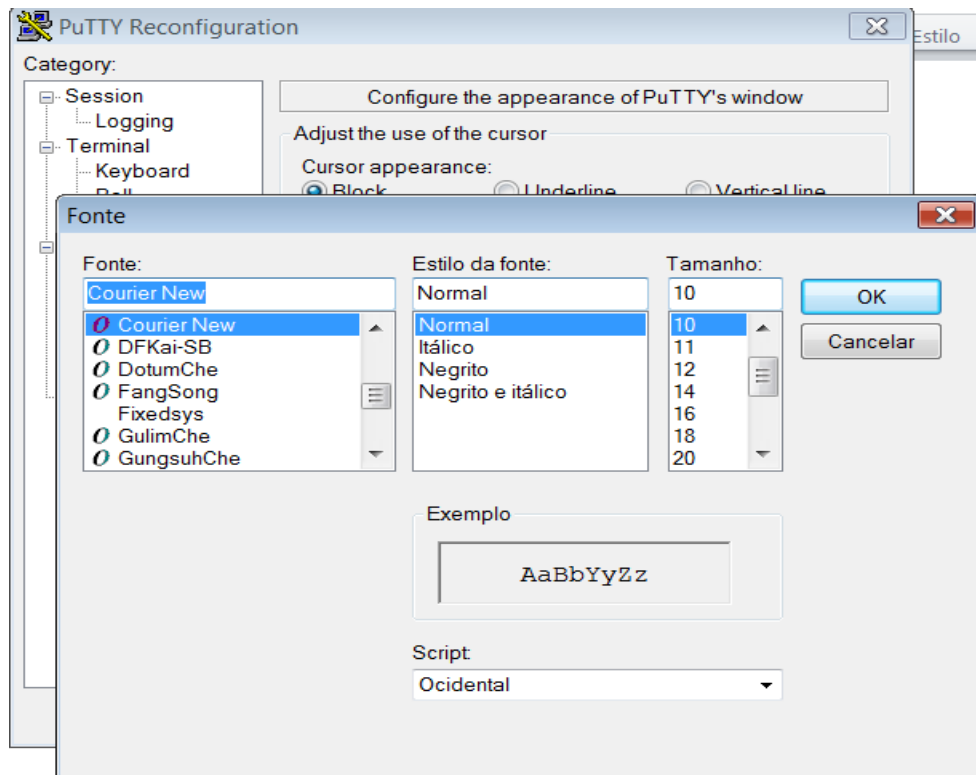 PuTTY Reconfiguration
Estilo
Category:
Session
Logging
Terminal
Keyboard
Bell
Configure the appearance of PuTTY's window
Adjust the use of the cursor
Cursor appearance:
Block Underline Vertical line
Fonte
Fonte:
Courier New
Courier New
DFKai-SB
DotumChe
FangSong
Fixedsys
GulimChe
GungsuhChe
Estilo da fonte:
Normal
Normal
Itálico
Negrito
Negrito e itálico
Tamanho:
10
10
11
12
14
16
18
20
OK
Cancelar
Exemplo
AaBbYyZz
Script:
Ocidental